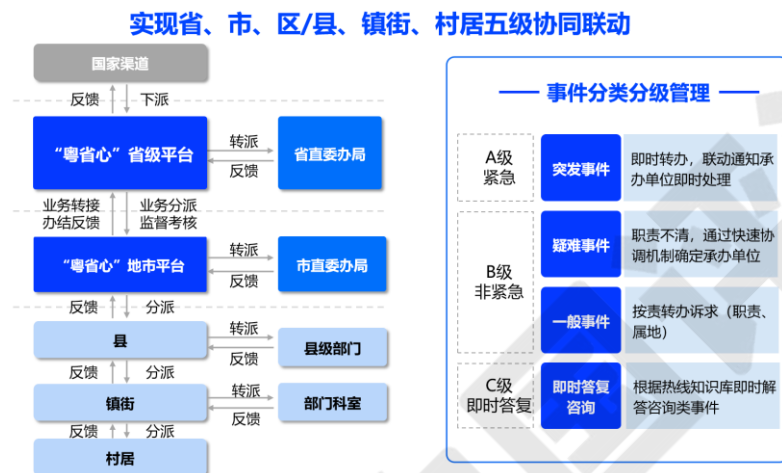 实现省、市、区/县、镇街、村居五级协同联动
国家渠道
反馈
下派
“粤省心”省级平台
转派
反馈
省直委办局
业务转接
办结反馈
业务分派
监督考核
“粤省心”地市平台
转派
反馈
市直委办局
反馈
分派
县
转派
反馈
县级部门
反馈
分派
镇街
转派
反馈
部门科室
反馈
分派
村居
事件分类分级管理
A级
紧急
突发事件
即时转办，联动通知承
办单位即时处理
B级
非紧急
疑难事件
职责不清，通过快速协
调机制确定承办单位
一般事件
按责转办诉求（职责、
属地）
C级
即时答复
即时答复
咨询
根据热线知识库即时解
答咨询类事件